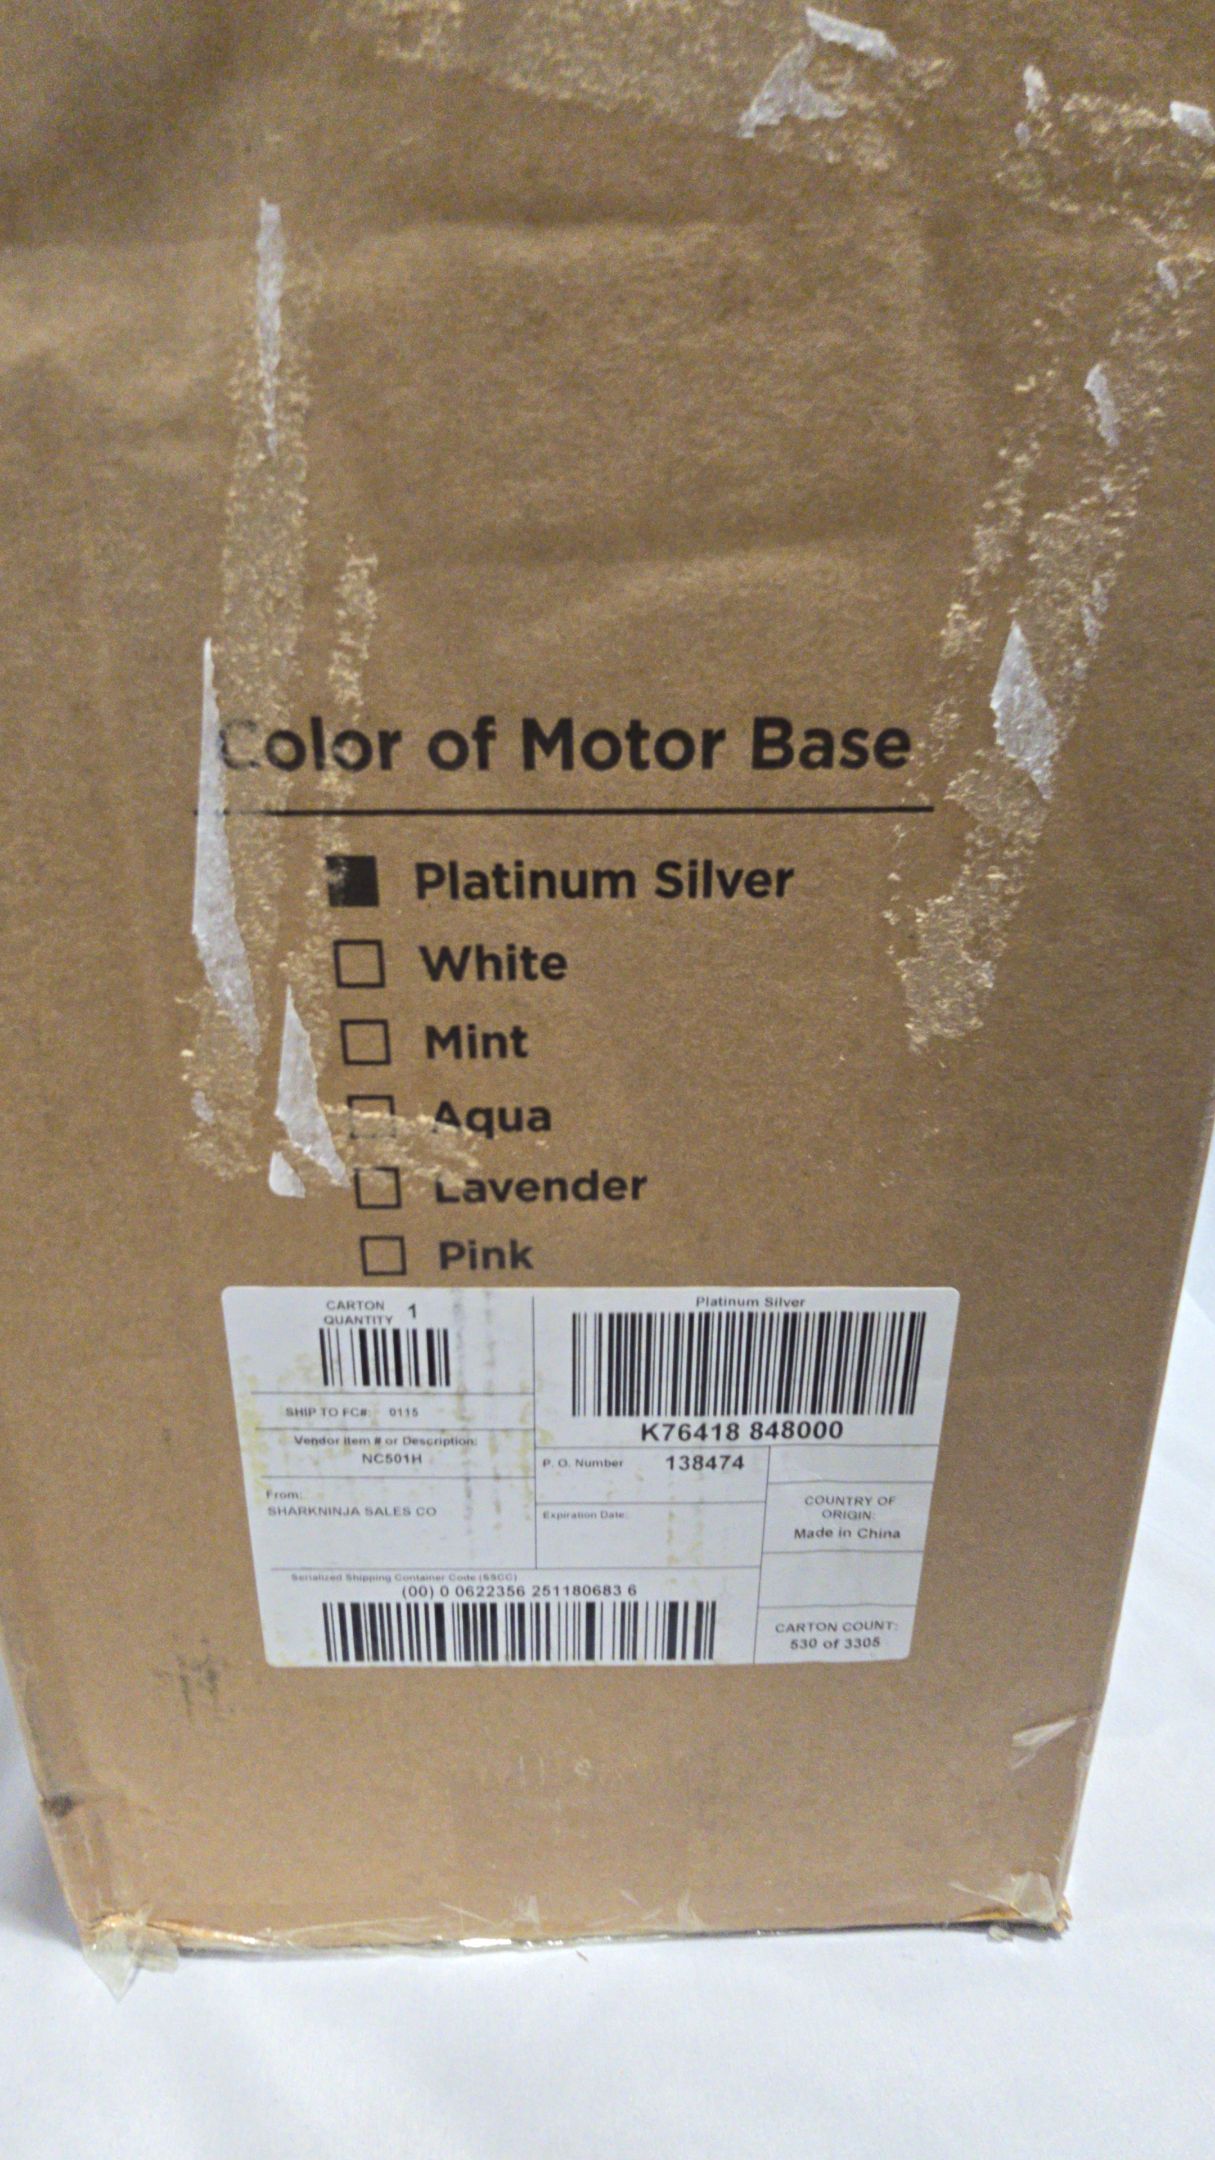 Color of Motor Base
Platinum Silver
White
Mint
Aqua
Lavender
Pink
CARTON
QUANTITY 1
SHIP TO FC#: 0115
Vendor Item # or Description:
NC501H
From:
SHARKNINJA SALES CO
Platinum Silver
K76418 848000
P. O. Number 138474
Expiration Date:
COUNTRY OF
ORIGIN:
Made in China
Serialized Shipping Container Code (SSCC)
(00) 0 0622356 251180683 6
CARTON COUNT:
530 of 3305